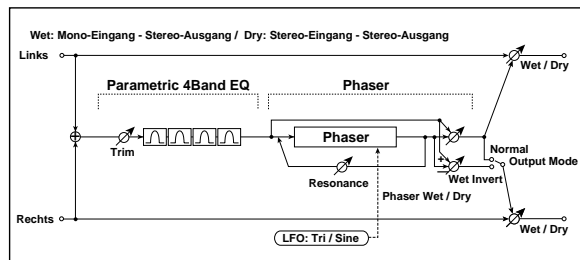 Wet: Mono-Eingang - Stereo-Ausgang / Dry: Stereo-Eingang - Stereo-Ausgang
Links
Wet / Dry
Parametric 4Band EQ
Phaser
Trim
Phaser
+
Normal
Output Mode
Resonance
–
Wet Invert
Phaser Wet / Dry
Rechts
LFO: Tri / Sine
Wet / Dry